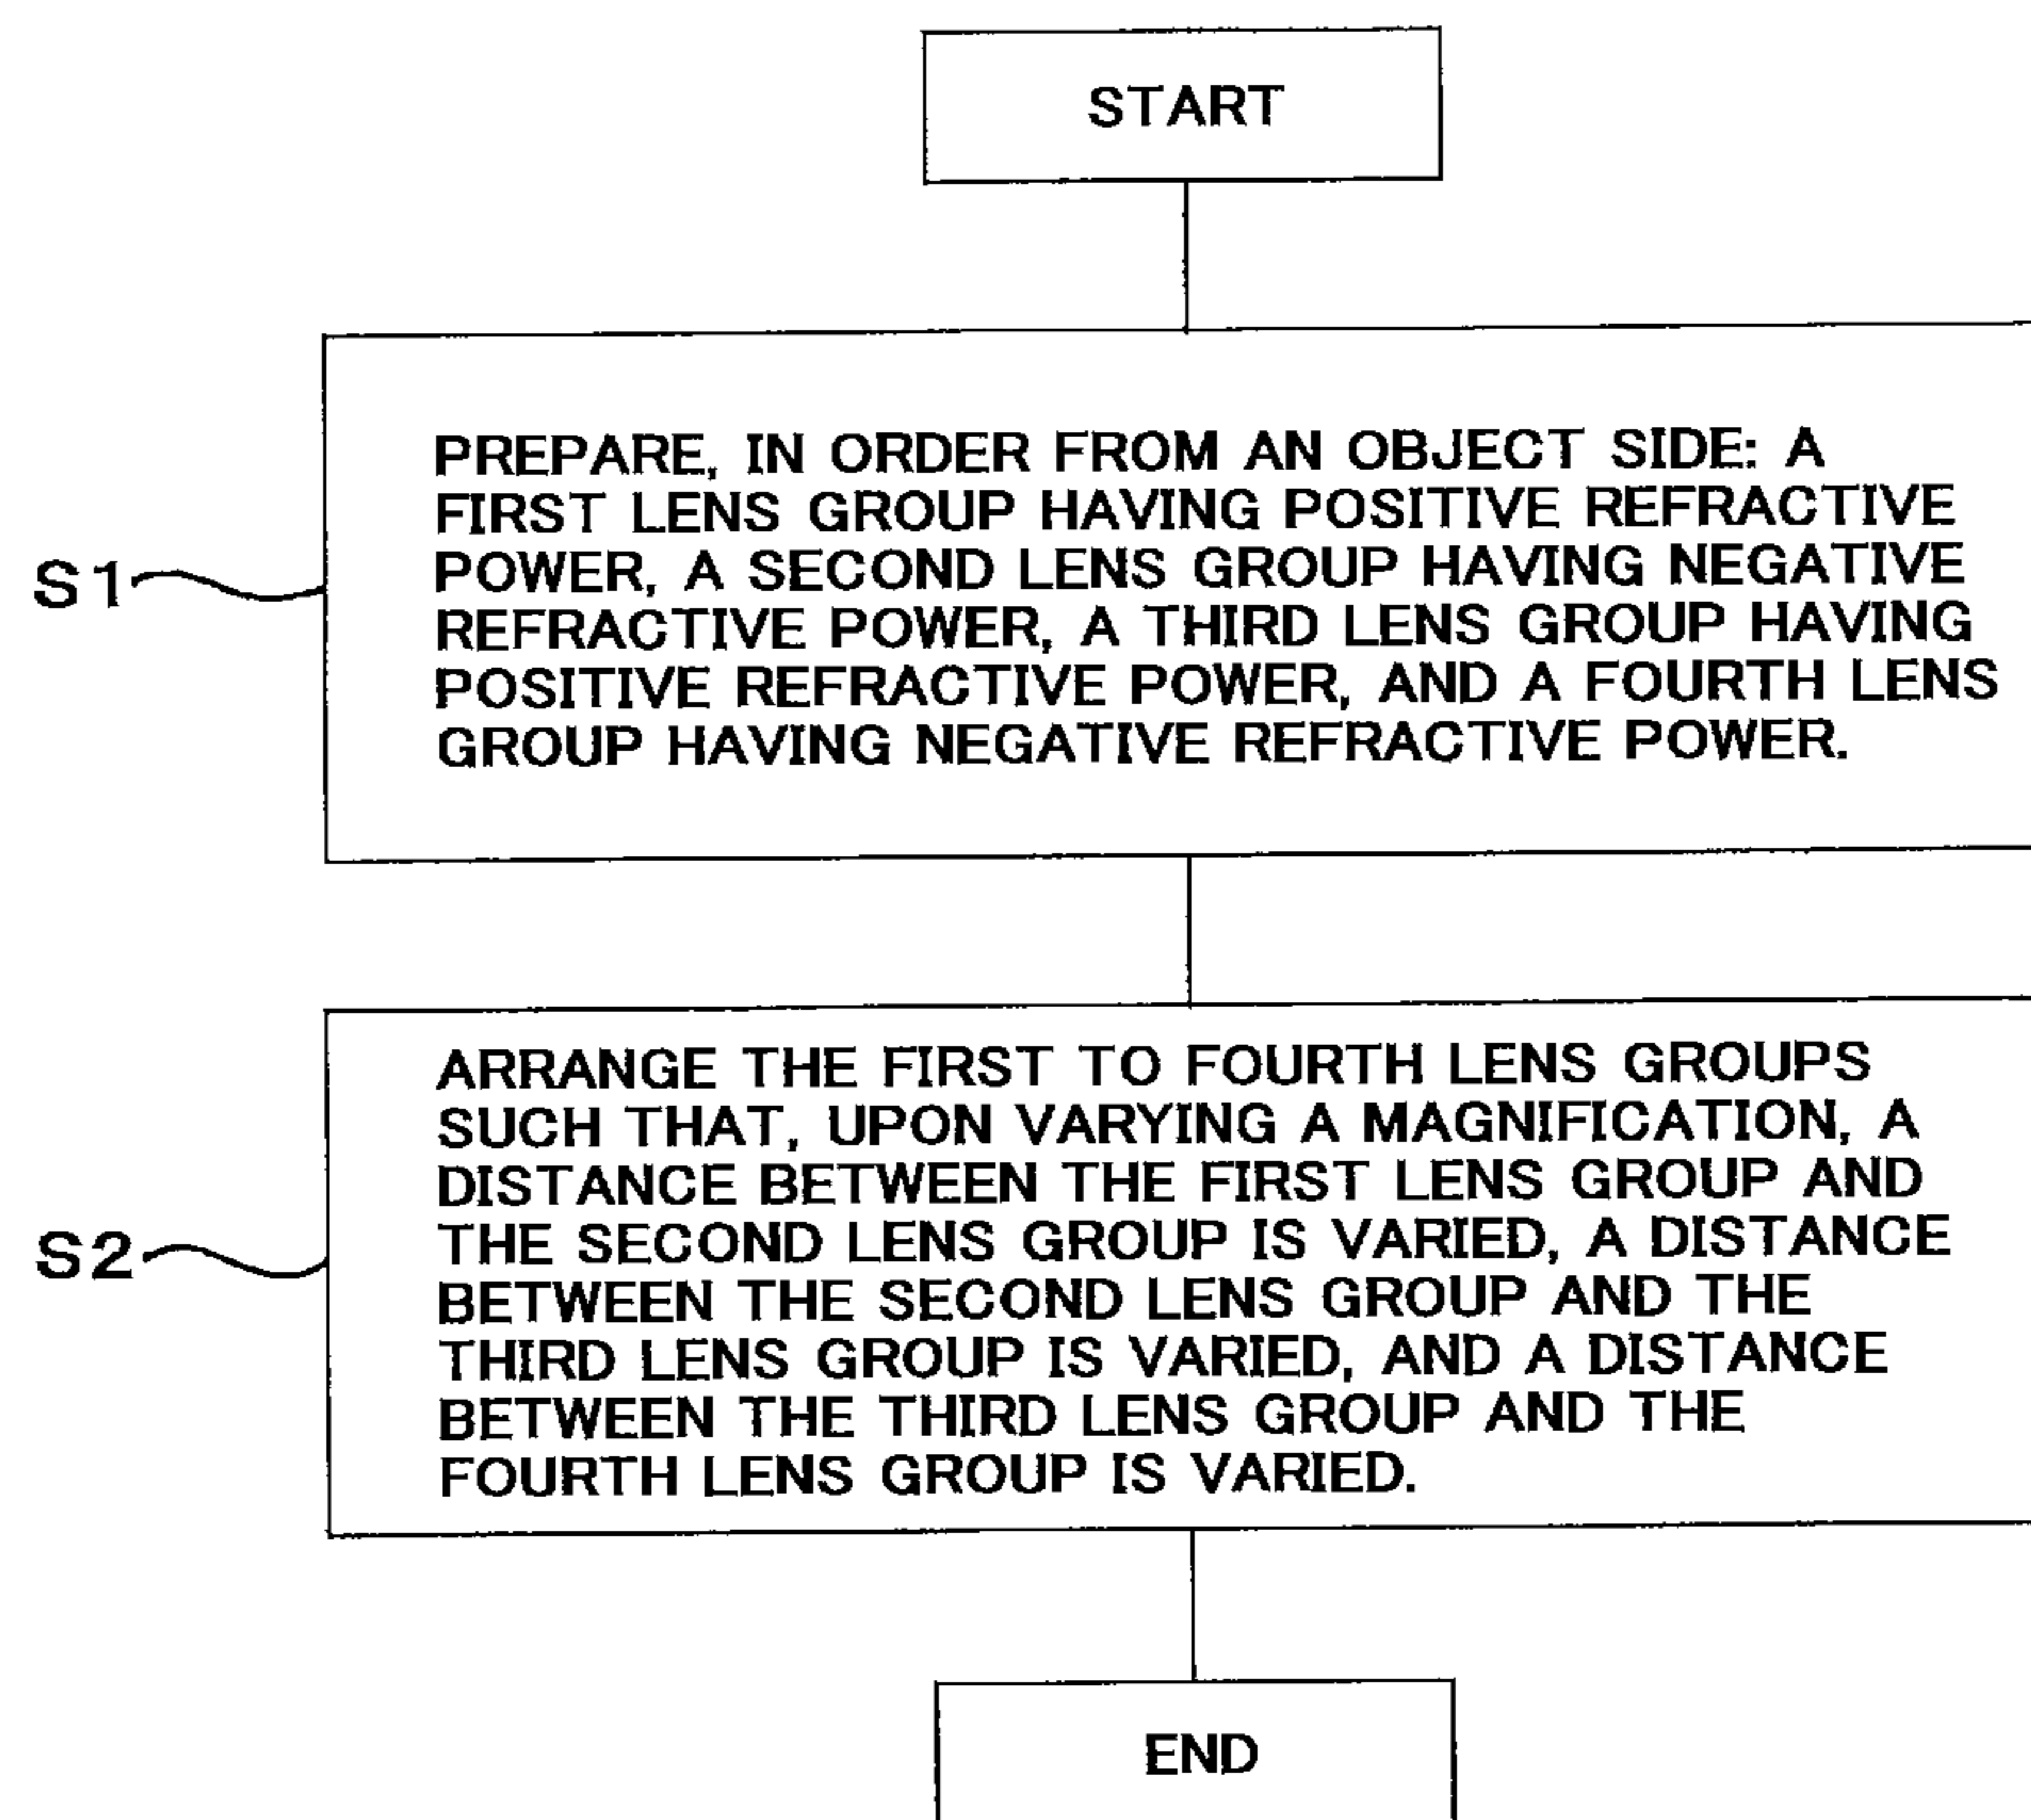 START
S1
PREPARE, IN ORDER FROM AN OBJECT SIDE: A
FIRST LENS GROUP HAVING POSITIVE REFRACTIVE
POWER, A SECOND LENS GROUP HAVING NEGATIVE
REFRACTIVE POWER, A THIRD LENS GROUP HAVING
POSITIVE REFRACTIVE POWER, AND A FOURTH LENS
GROUP HAVING NEGATIVE REFRACTIVE POWER.
S2
ARRANGE THE FIRST TO FOURTH LENS GROUPS
SUCH THAT, UPON VARYING A MAGNIFICATION, A
DISTANCE BETWEEN THE FIRST LENS GROUP AND
THE SECOND LENS GROUP IS VARIED, A DISTANCE
BETWEEN THE SECOND LENS GROUP AND THE
THIRD LENS GROUP IS VARIED, AND A DISTANCE
BETWEEN THE THIRD LENS GROUP AND THE
FOURTH LENS GROUP IS VARIED.
END